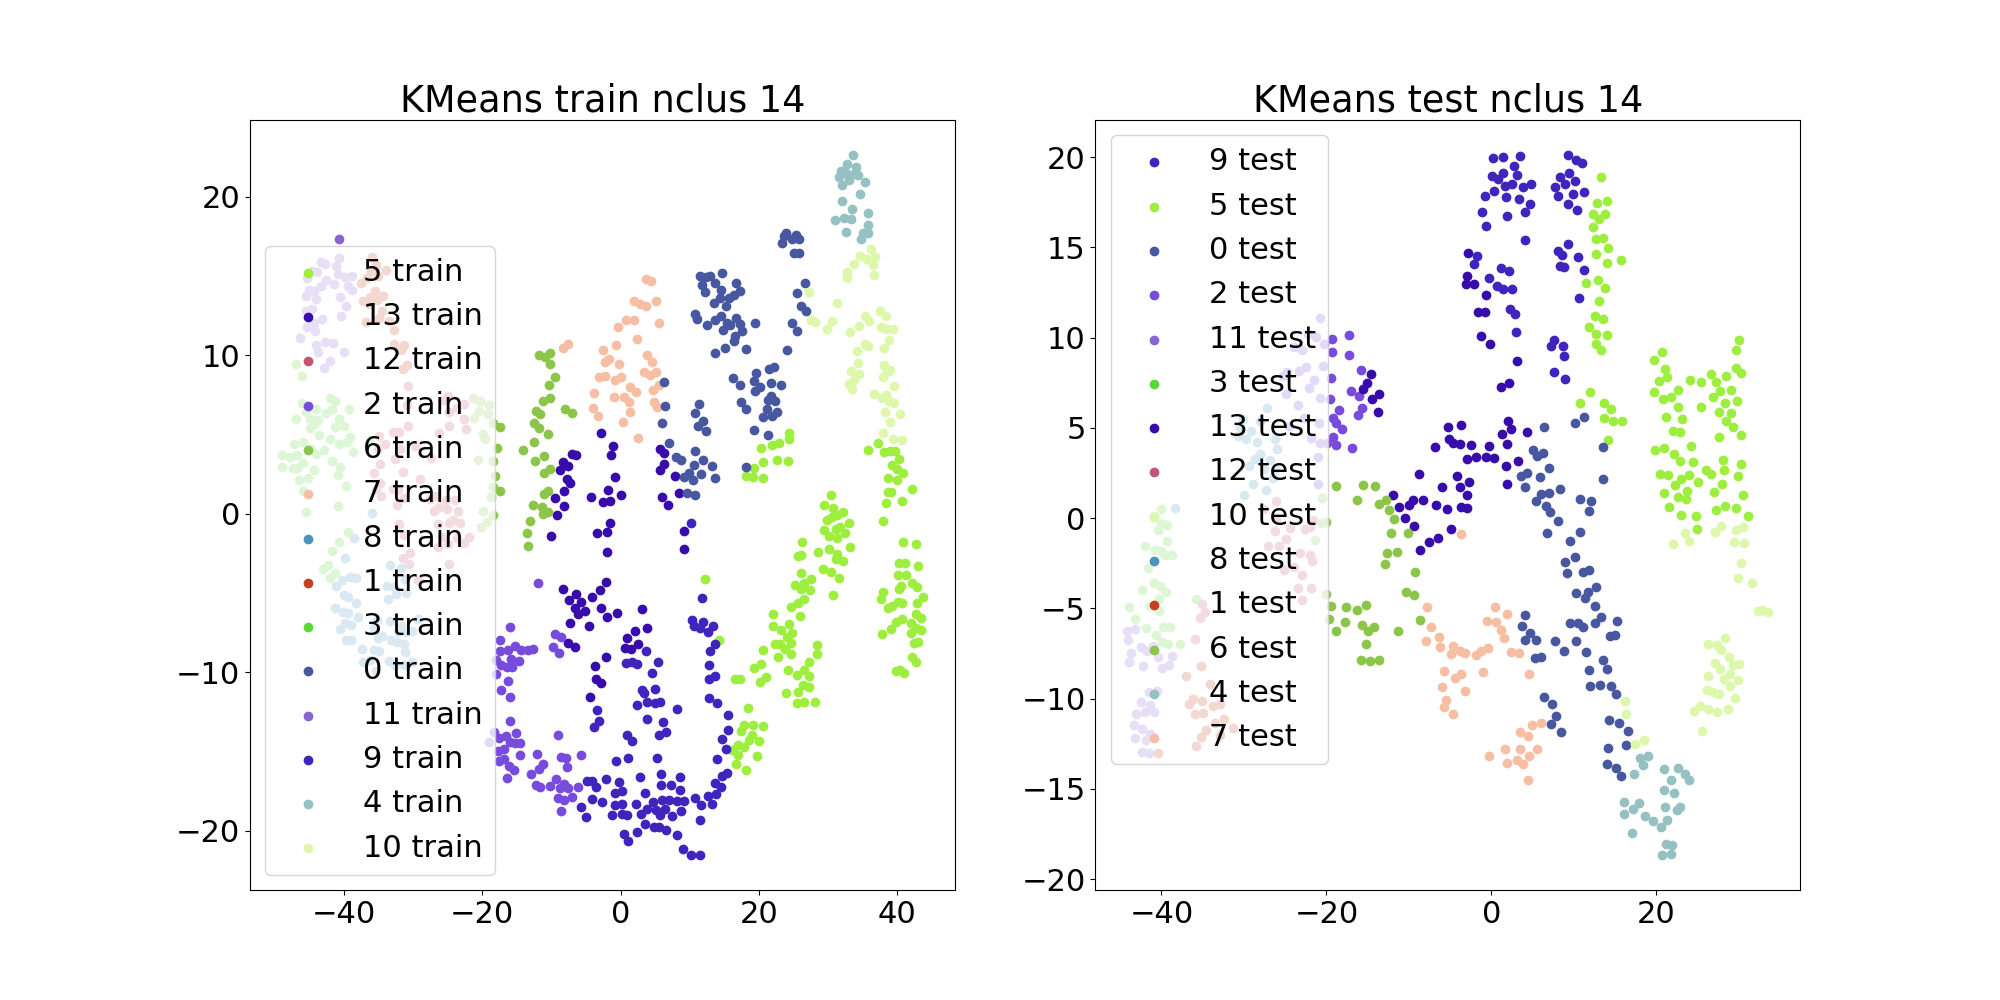 KMeans train nclus 14
20
10
0
−10
−20
5 train
13 train
12 train
2 train
6 train
7 train
8 train
1 train
3 train
0 train
11 train
9 train
4 train
10 train
−40
−20
0
20
40
KMeans test nclus 14
20
15
10
5
0
−5
−10
−15
−20
9 test
5 test
0 test
2 test
11 test
3 test
13 test
12 test
10 test
8 test
1 test
6 test
4 test
7 test
−40
−20
0
20